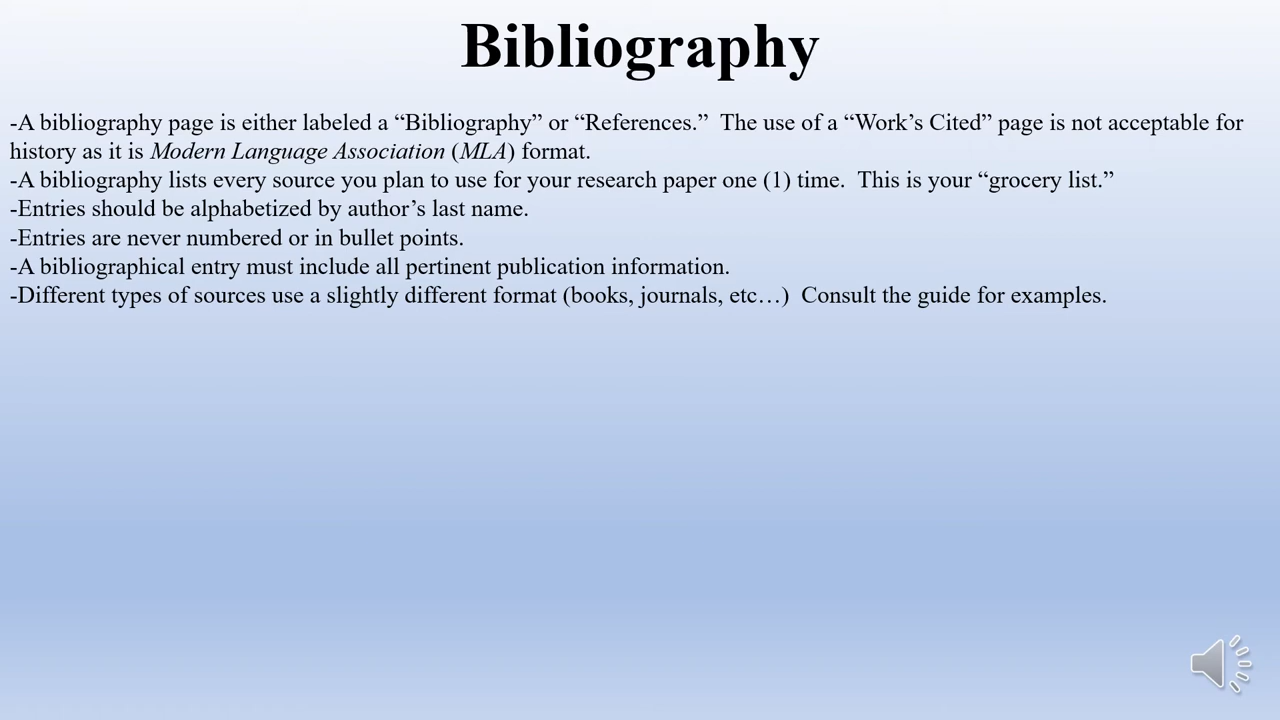 Bibliography
-A bibliography page is either labeled a “Bibliography” or “References.”  The use of a “Work’s Cited” page is not acceptable for
history as it is Modern Language Association (MLA) format.
-A bibliography lists every source you plan to use for your research paper one (1) time.  This is your “grocery list.”
-Entries should be alphabetized by author’s last name.
-Entries are never numbered or in bullet points.
-A bibliographical entry must include all pertinent publication information.
-Different types of sources use a slightly different format (books, journals, etc…)  Consult the guide for examples.